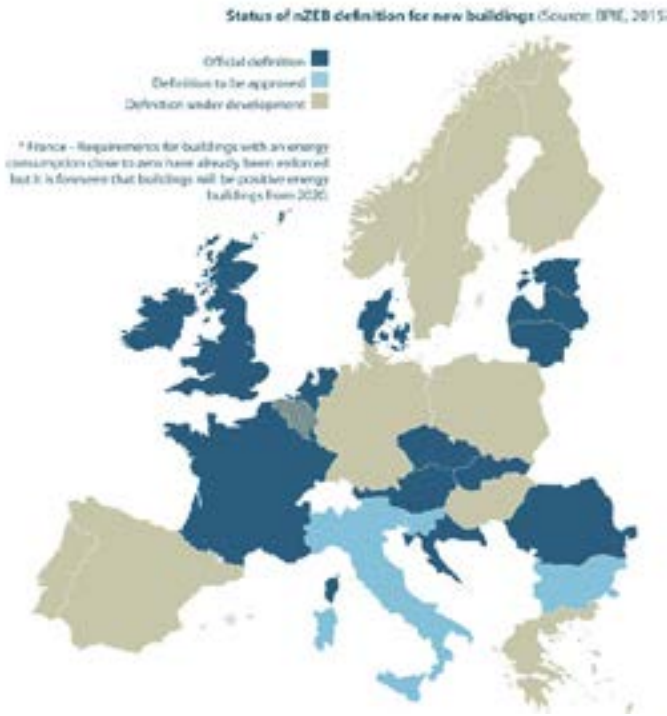 Status of nZEB definition for new buildings (Source: BPIE, 2015)
Official definition
Definition to be approved
Definition under development
* France – Requirements for buildings with an energy
consumption close to zero have already been enforced
but it is foreseen that buildings will be positive energy
buildings from 2020.